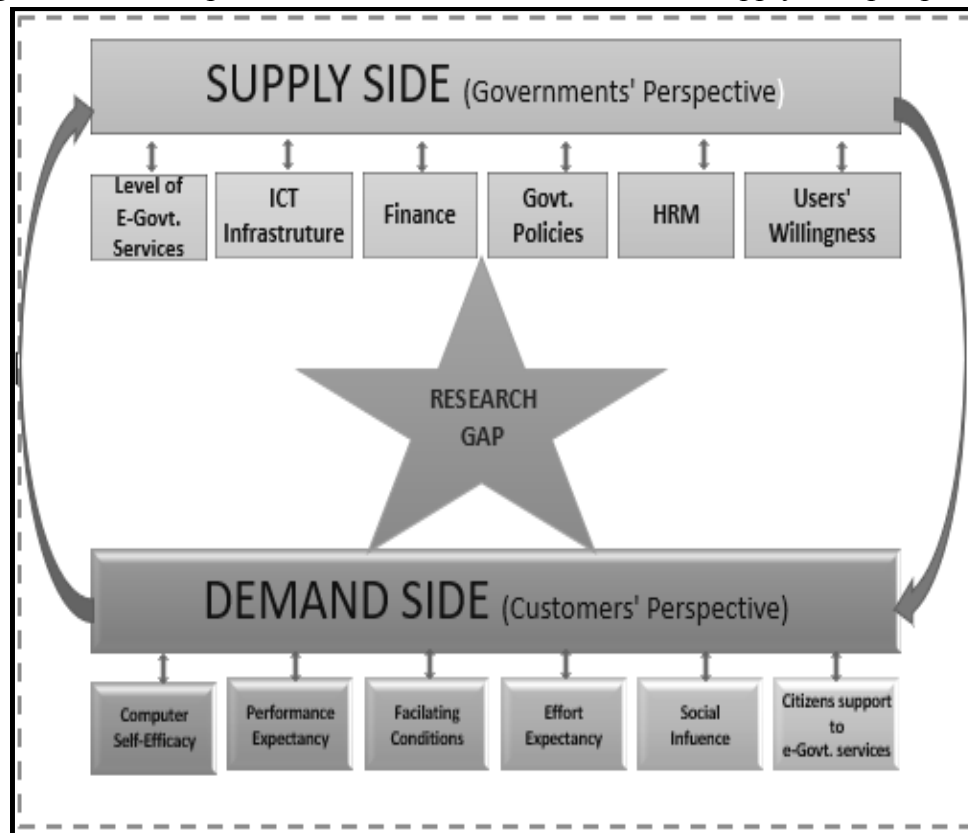 SUPPLY SIDE (Governments' Perspective)
Level of
E-Govt.
Services
ICT
Infrastruture
Finance
Govt.
Policies
HRM
Users'
Willingness
RESEARCH
GAP
DEMAND SIDE (Customers' Perspective)
Computer
Self-Efficacy
Performance
Expectancy
Facilating
Conditions
Effort
Expectancy
Social
Infuence
Citizens support
to
e-Govt. services